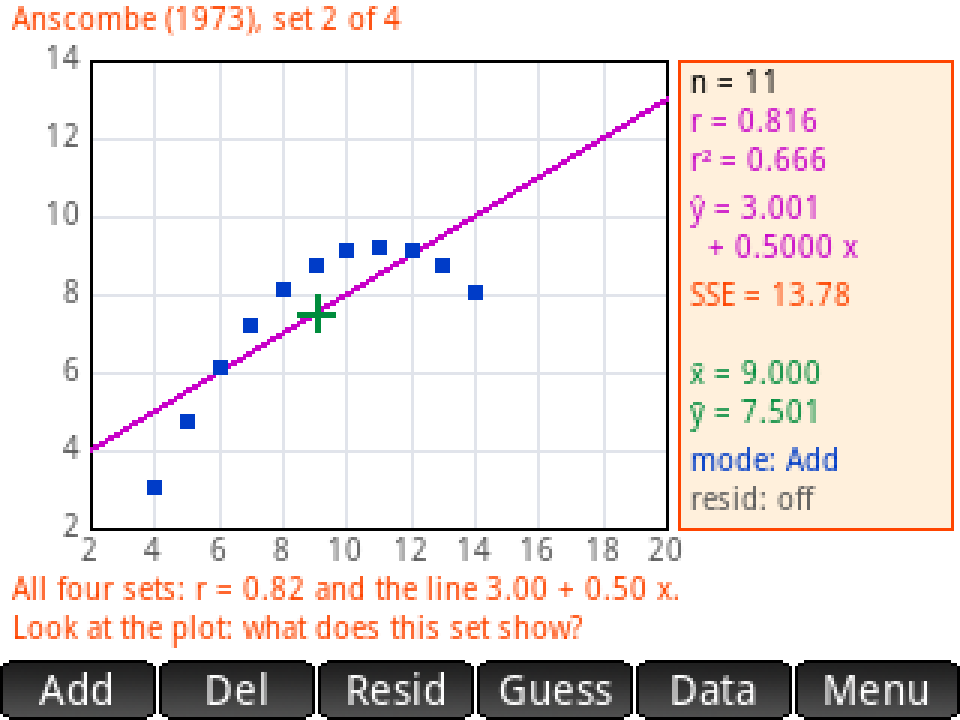 Anscombe (1973), set 2 of 4
14
12
10
8
6
4
2
2 4 6 8 10 12 14 16 18 20
n = 11
r = 0.816
r² = 0.666
ŷ = 3.001
+ 0.5000 x
SSE = 13.78
x̄ = 9.000
ȳ = 7.501
mode: Add
resid: off
All four sets: r = 0.82 and the line 3.00 + 0.50 x.
Look at the plot: what does this set show?
Add Del Resid Guess Data Menu